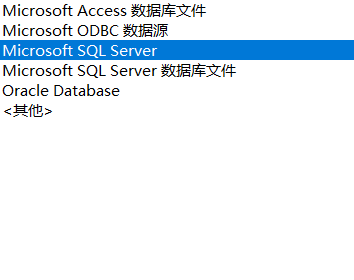 Microsoft Access 数据库文件
Microsoft ODBC 数据源
Microsoft SQL Server
Microsoft SQL Server 数据库文件
Oracle Database
<其他>